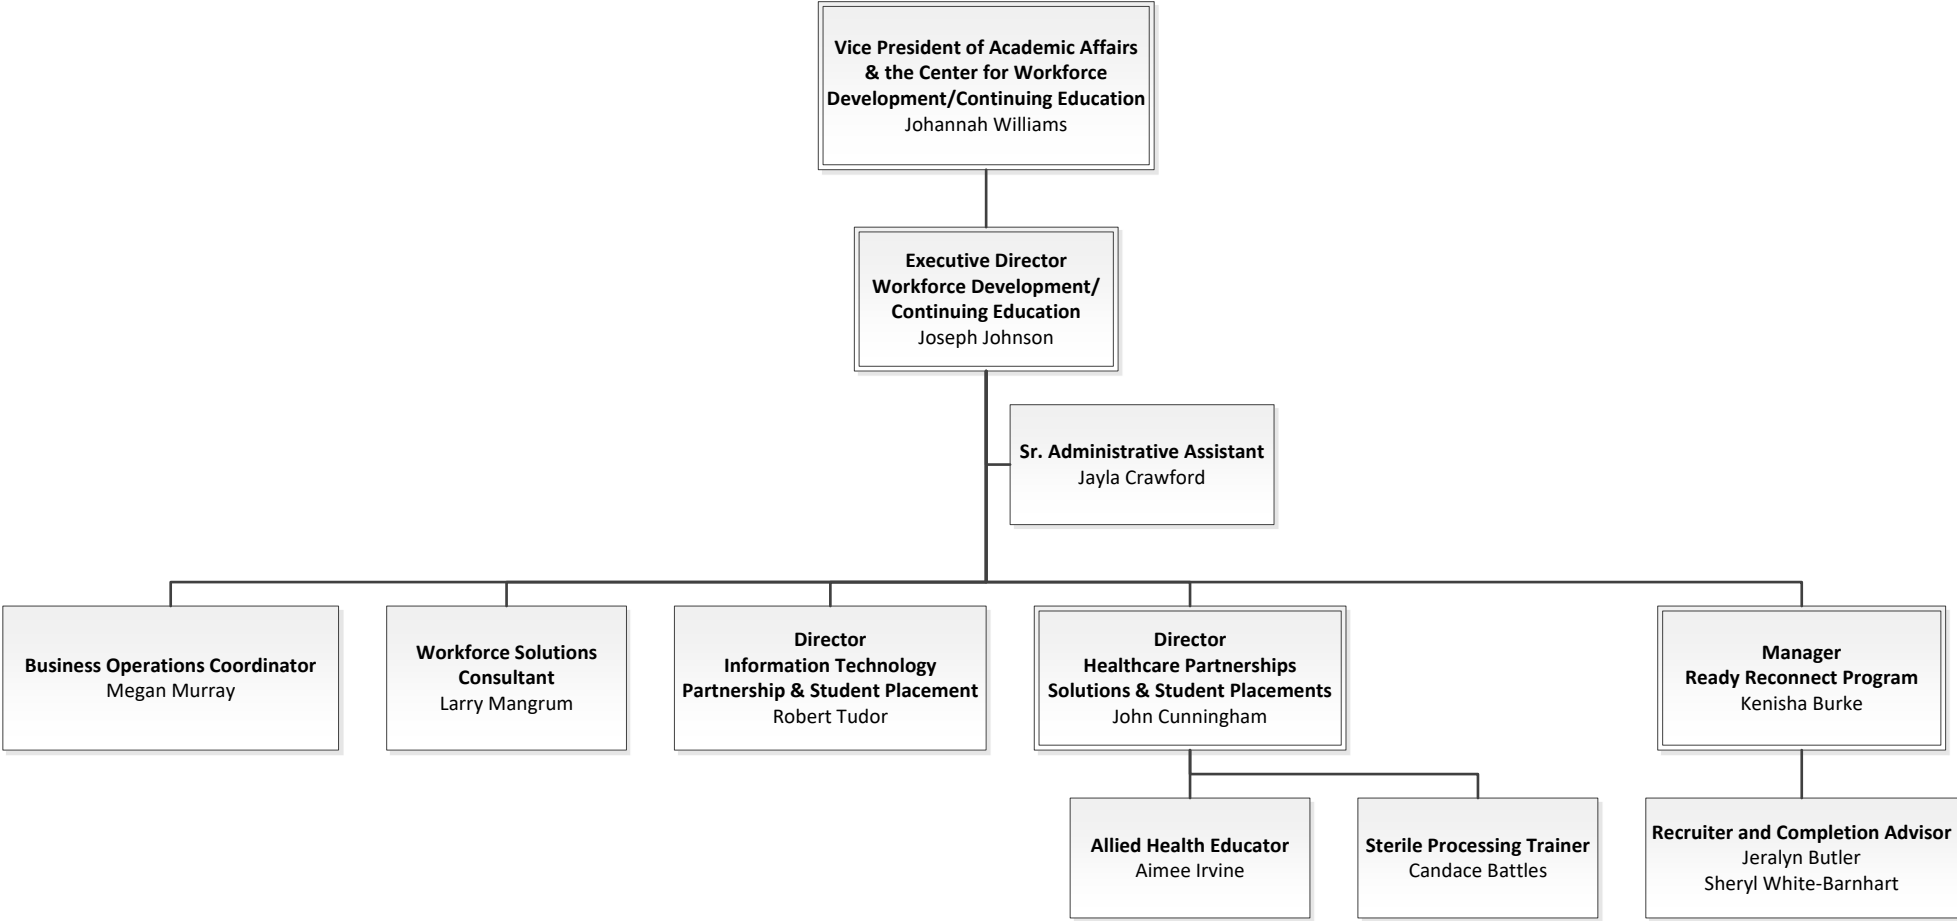 Vice President of Academic Affairs
& the Center for Workforce
Development/Continuing Education
Johannah Williams
Executive Director
Workforce Development/
Continuing Education
Joseph Johnson
Sr. Administrative Assistant
Jayla Crawford
Business Operations Coordinator
Megan Murray
Workforce Solutions
Consultant
Larry Mangrum
Director
Information Technology
Partnership & Student Placement
Robert Tudor
Director
Healthcare Partnerships
Solutions & Student Placements
John Cunningham
Manager
Ready Reconnect Program
Kenisha Burke
Allied Health Educator
Aimee Irvine
Sterile Processing Trainer
Candace Battles
Recruiter and Completion Advisor
Jeralyn Butler
Sheryl White-Barnhart